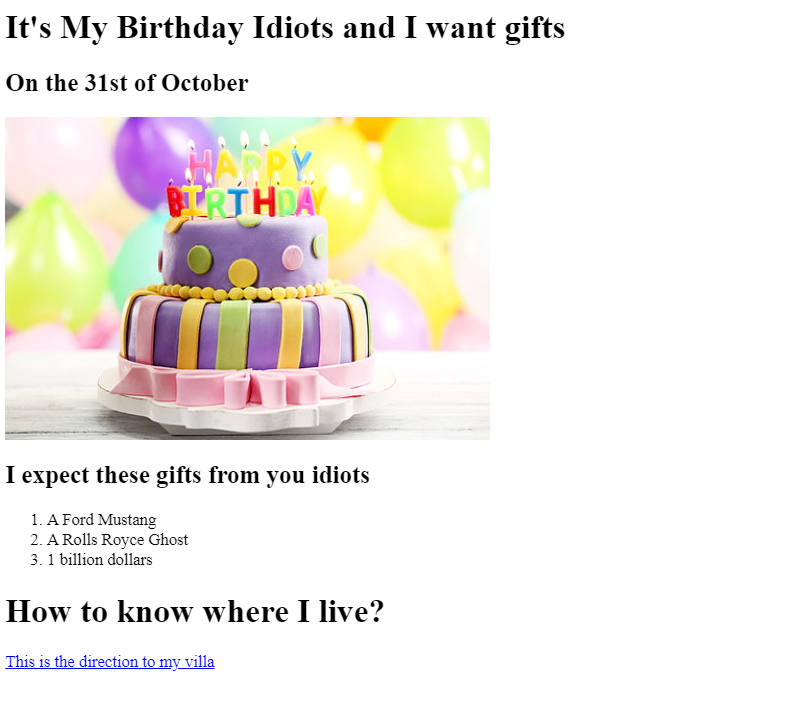 It's My Birthday Idiots and I want gifts
On the 31st of October
HAPPY
BIRTHDAY
I expect these gifts from you idiots
1. A Ford Mustang
2. A Rolls Royce Ghost
3. 1 billion dollars
How to know where I live?
This is the direction to my villa